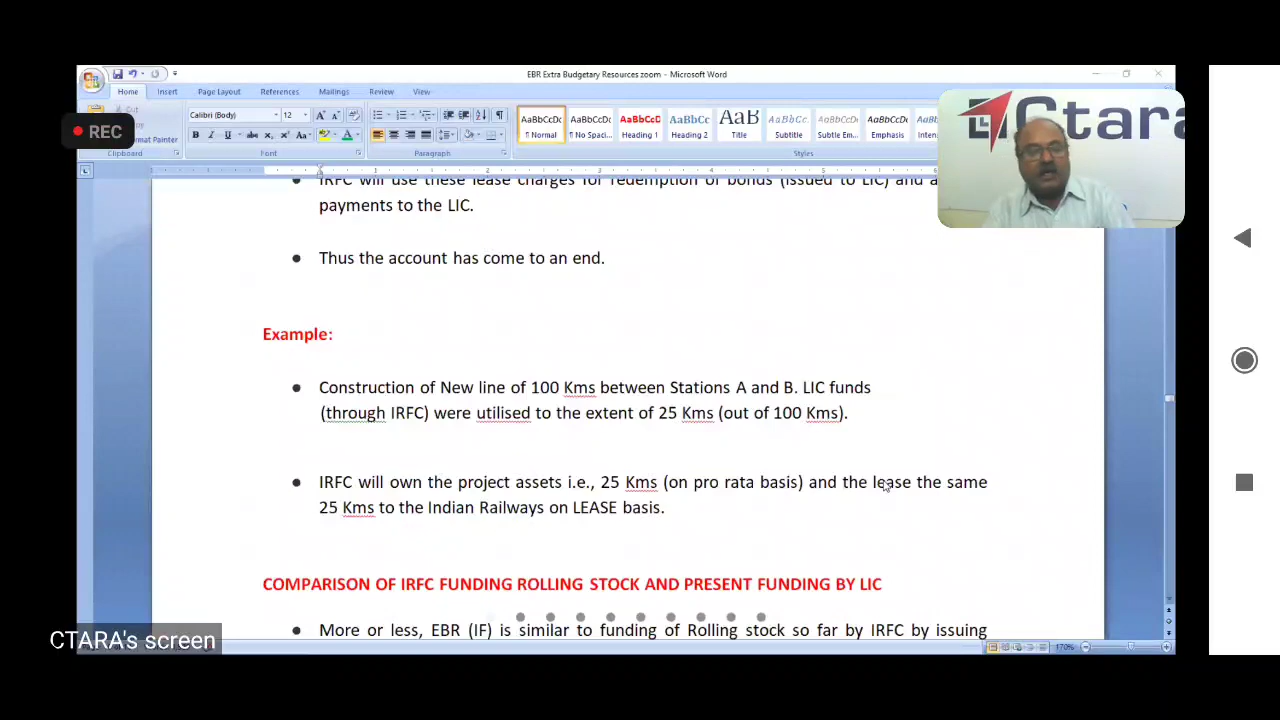 EBR Extra Budgetary Resources zoom - Microsoft Word
Home Insert Page Layout References Mailings Review View
Cut
Format Painter
Calibri (Body) 12
Clipboard Font Paragraph Styles
AaBbCcDc AaBbCcDc AaBbCc AaBbCc AaB AaBbCcL AaBbCcDc AaBbCcDc
¶ Normal ¶ No Spaci... Heading 1 Heading 2 Title Subtitle Subtle Em... Emphasis Inten
REC
Ctara
IRFC will use these lease charges for redemption of bonds (issued to LIC) and
payments to the LIC.
● Thus the account has come to an end.
Example:
● Construction of New line of 100 Kms between Stations A and B. LIC funds
(through IRFC) were utilised to the extent of 25 Kms (out of 100 Kms).
● IRFC will own the project assets i.e., 25 Kms (on pro rata basis) and the lease the same
25 Kms to the Indian Railways on LEASE basis.
COMPARISON OF IRFC FUNDING ROLLING STOCK AND PRESENT FUNDING BY LIC
● More or less, EBR (IF) is similar to funding of Rolling stock so far by IRFC by issuing
CTARA's screen
170%